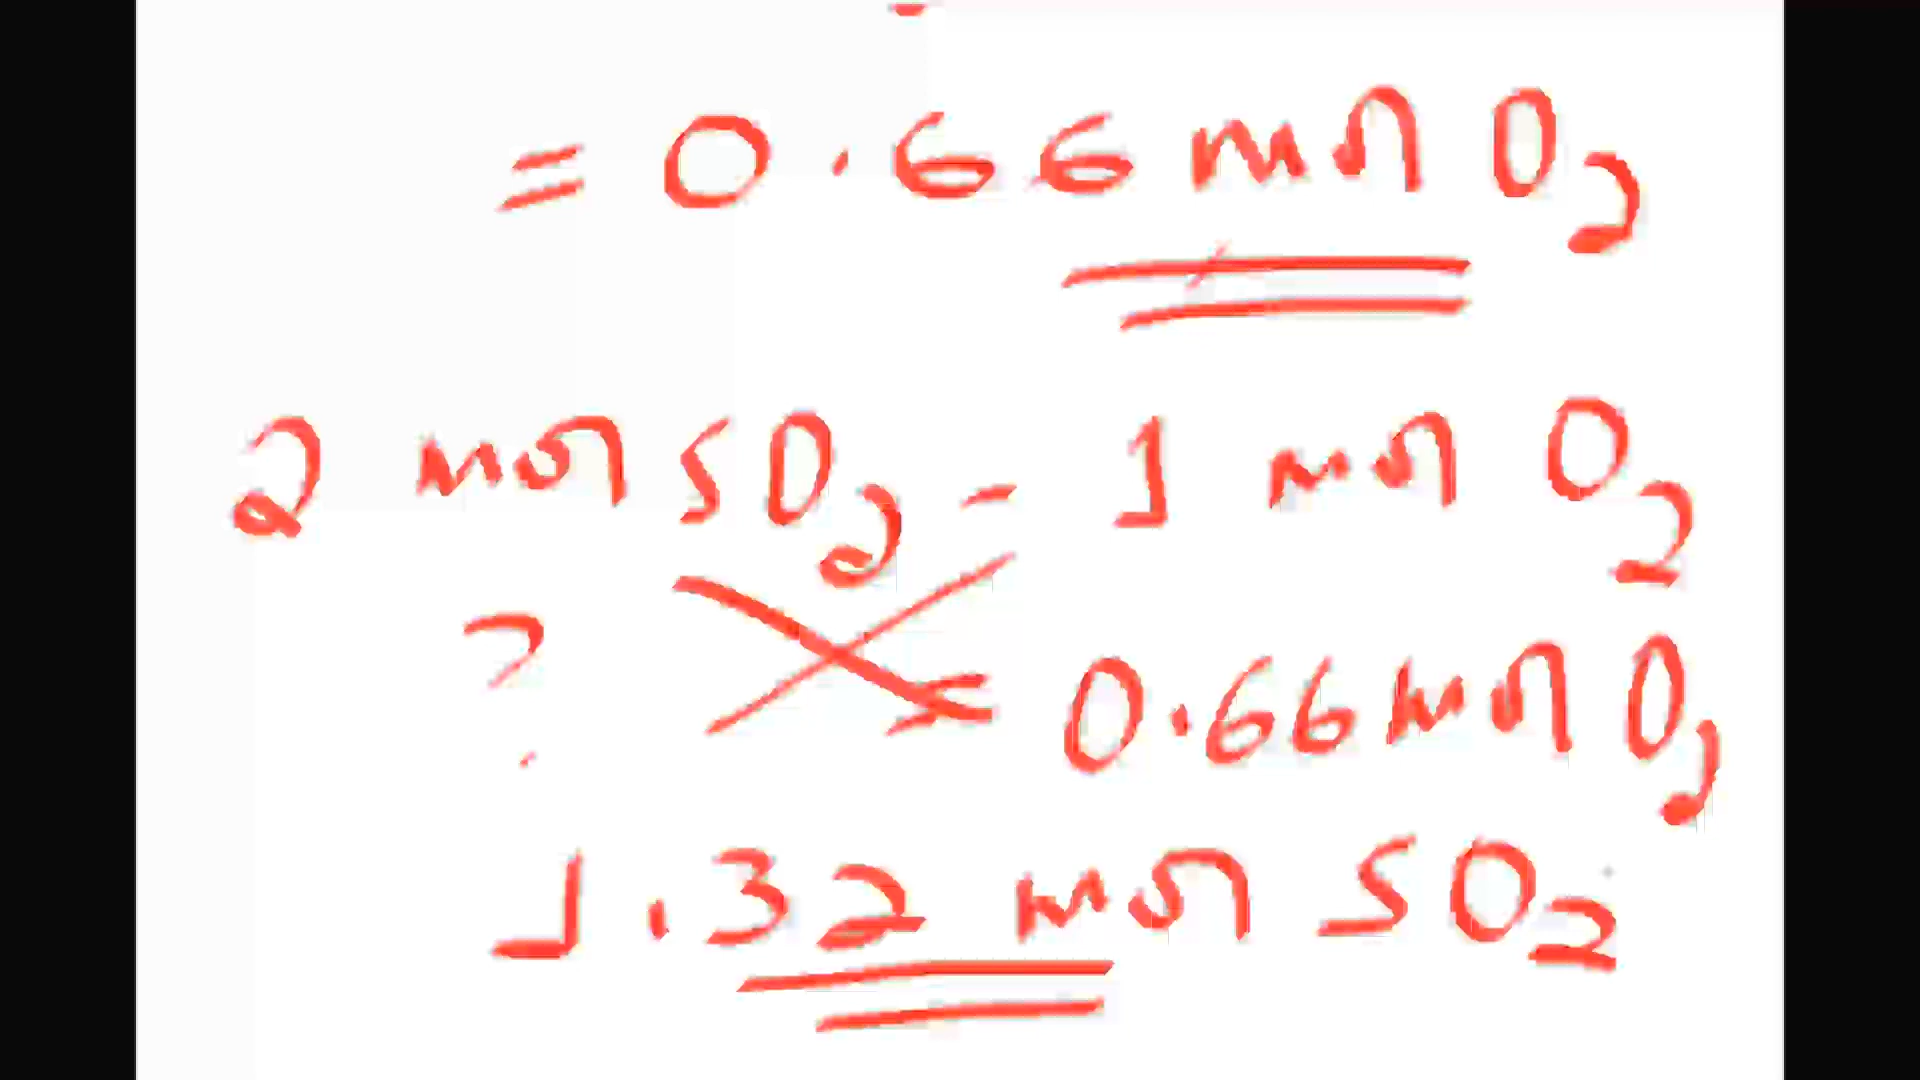 = 0.66 mol O₂
2 mol SO₂ - 1 mol O₂
? = 0.66 mol O₂
1.32 mol SO₂